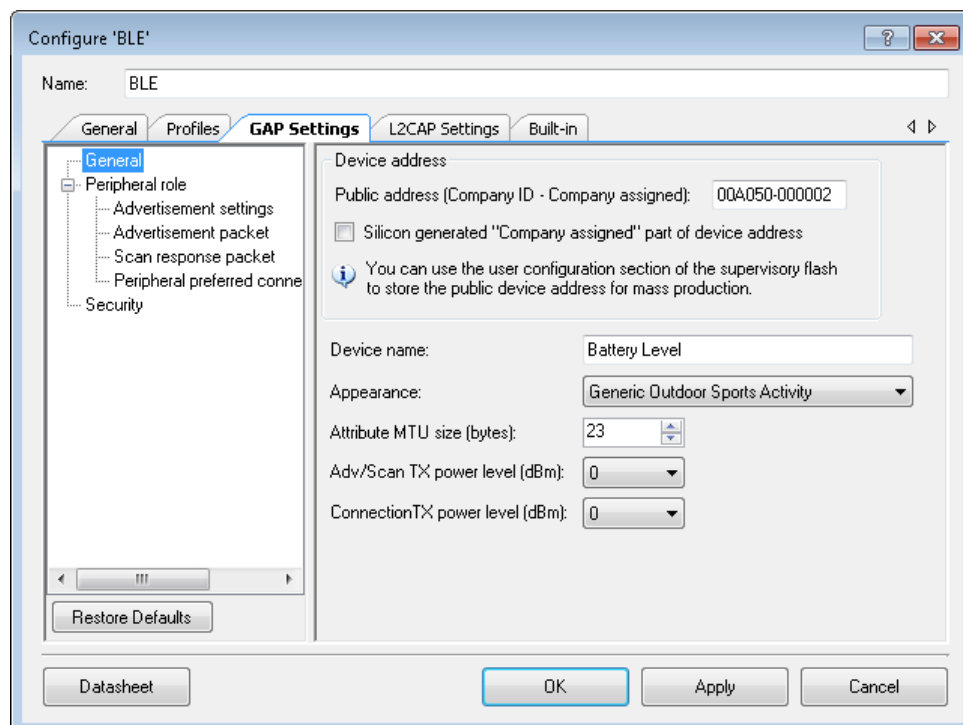 Configure 'BLE'
Name: BLE
General Profiles GAP Settings L2CAP Settings Built-in
General
Peripheral role
Advertisement settings
Advertisement packet
Scan response packet
Peripheral preferred conne
Security
Restore Defaults
Device address
Public address (Company ID - Company assigned): 00A050-000002
Silicon generated "Company assigned" part of device address
You can use the user configuration section of the supervisory flash
to store the public device address for mass production.
Device name: Battery Level
Appearance: Generic Outdoor Sports Activity
Attribute MTU size (bytes): 23
Adv/Scan TX power level (dBm): 0
ConnectionTX power level (dBm): 0
Datasheet OK Apply Cancel